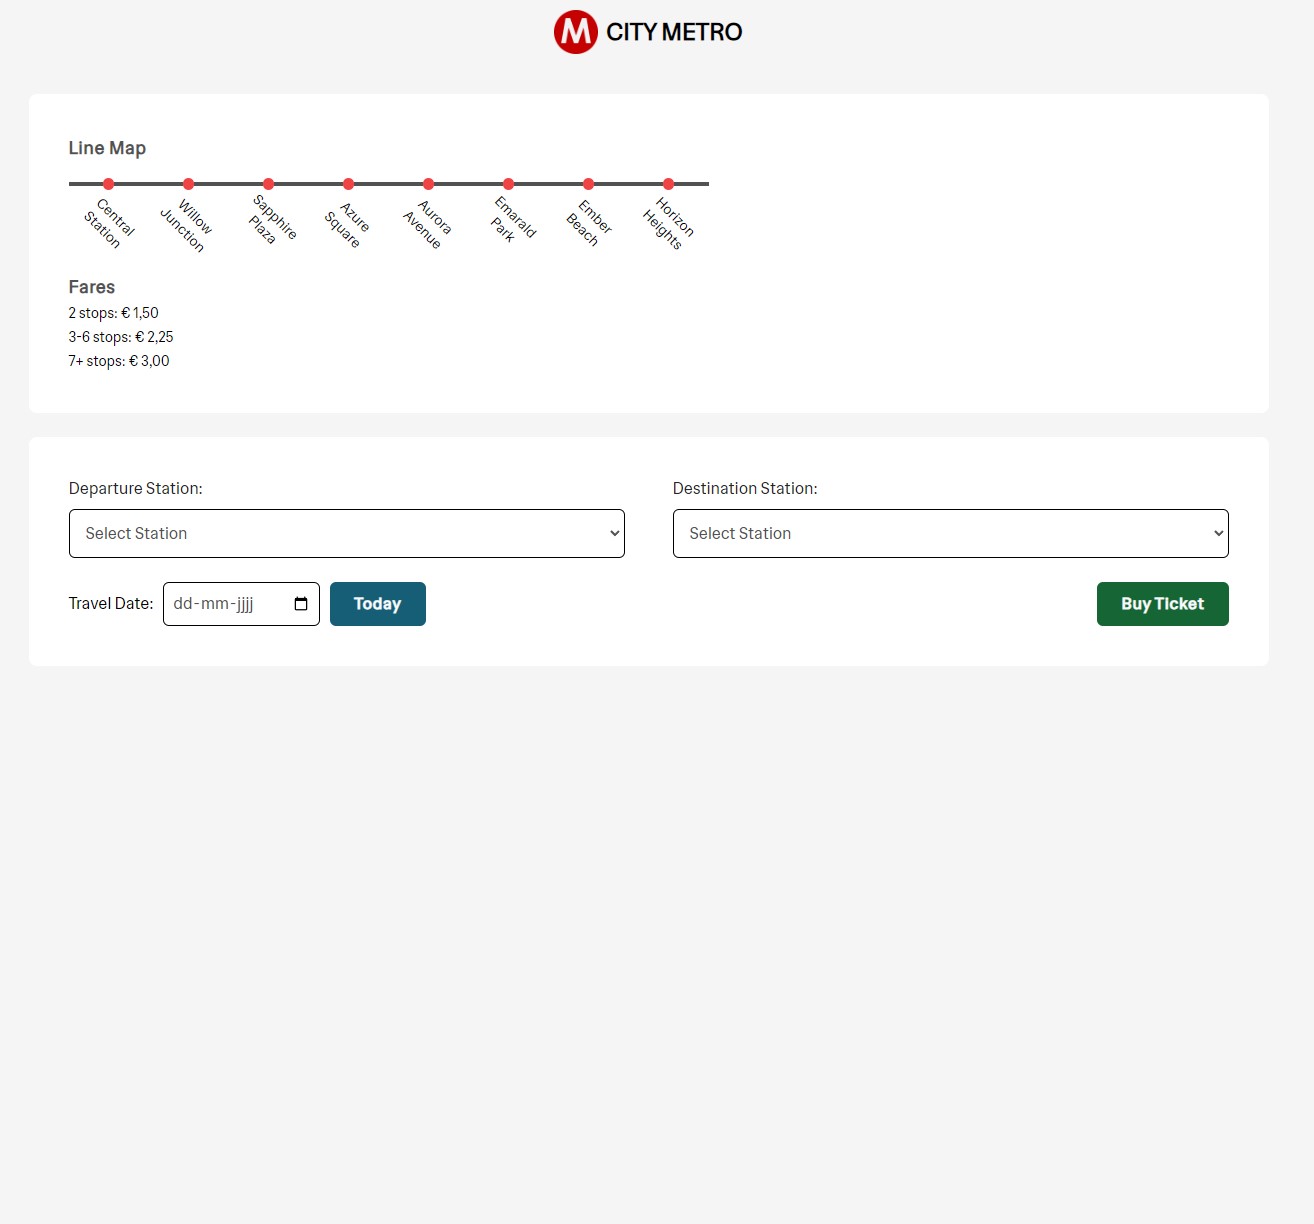 M CITY METRO
Line Map
Central
Station
Willow
Junction
Sapphire
Plaza
Azure
Square
Aurora
Avenue
Emarald
Park
Ember
Beach
Horizon
Heights
Fares
2 stops: € 1,50
3-6 stops: € 2,25
7+ stops: € 3,00
Departure Station:
Select Station
Destination Station:
Select Station
Travel Date: dd-mm-jjjj Today Buy Ticket